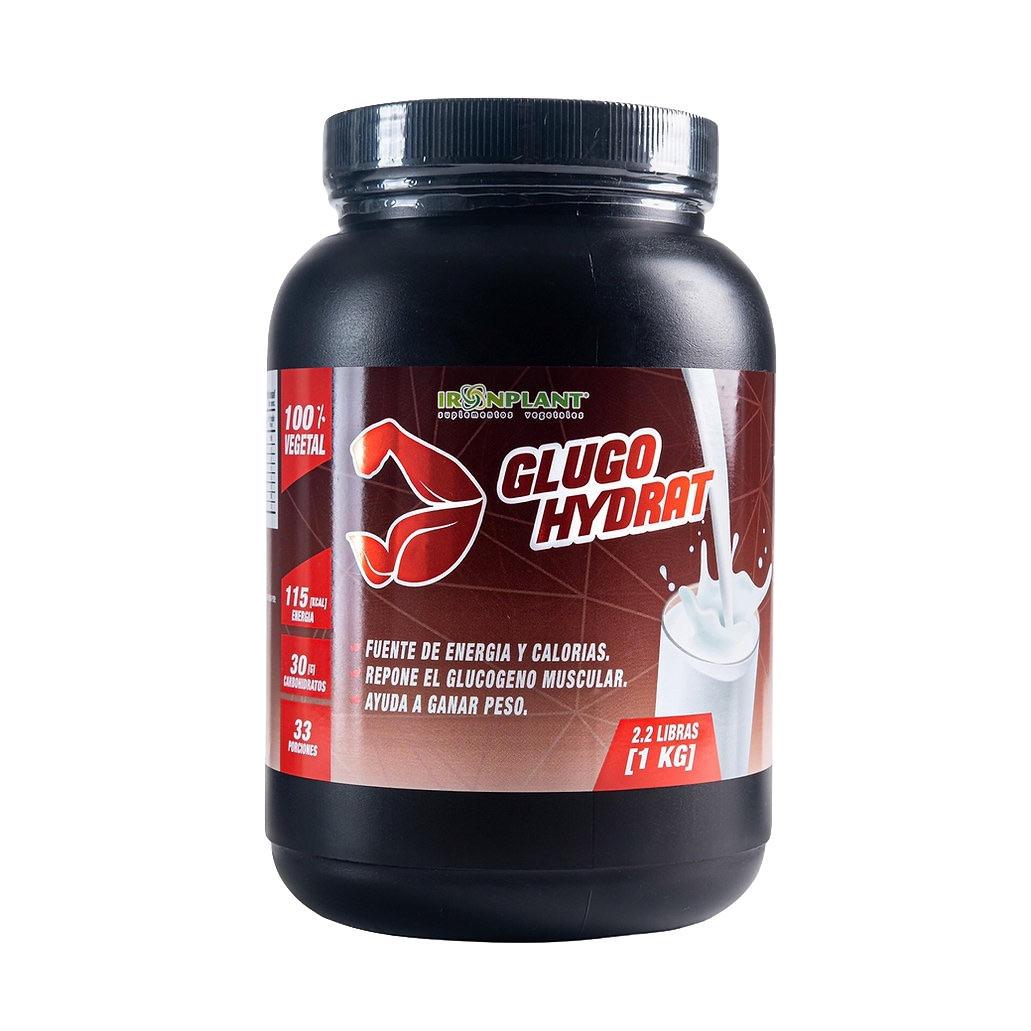 IRONPLANT®
suplementos vegetales
100%
VEGETAL
GLUGO
HYDRAT
115 [KCAL]
ENERGIA
30 [G]
CARBOHIDRATOS
33
PORCIONES
FUENTE DE ENERGIA Y CALORIAS.
REPONE EL GLUCOGENO MUSCULAR.
AYUDA A GANAR PESO.
2.2 LIBRAS
[1 KG]